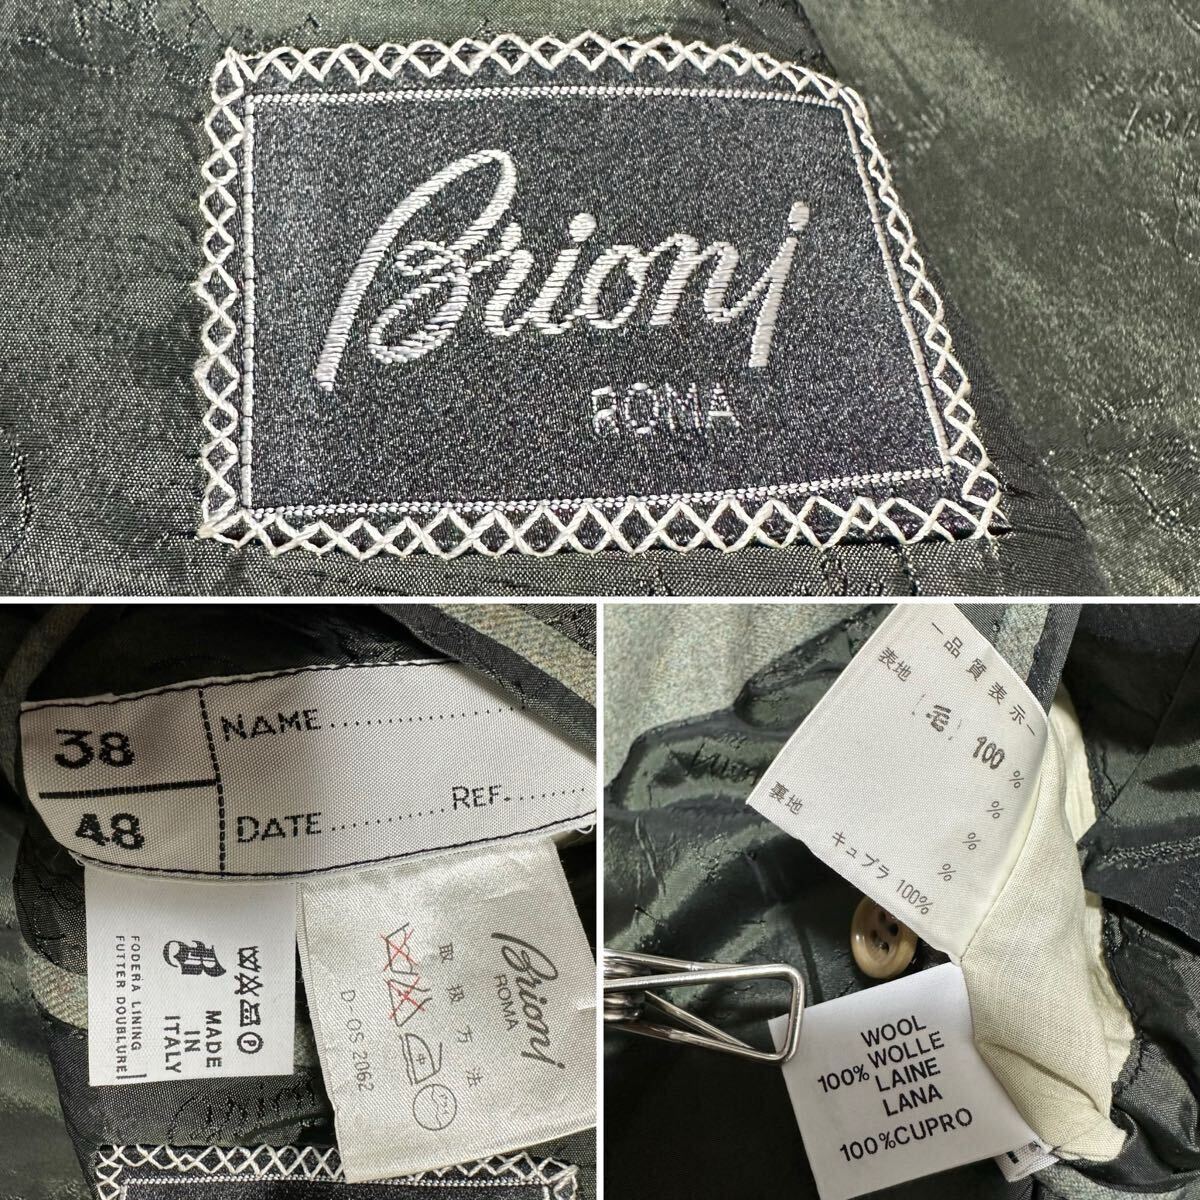 Brioni
ROMA
38
48
NAME
DATE
REF.
FODERA LINING
FUTTER DOUBLURE
B
MADE
IN
ITALY
P
Brioni
ROMA
取扱方法
D-OS 2062
品質表示
表地 毛 100 %
%
%
%
裏地 キュプラ 100%
WOOL
100% WOLLE
LAINE
LANA
100% CUPRO